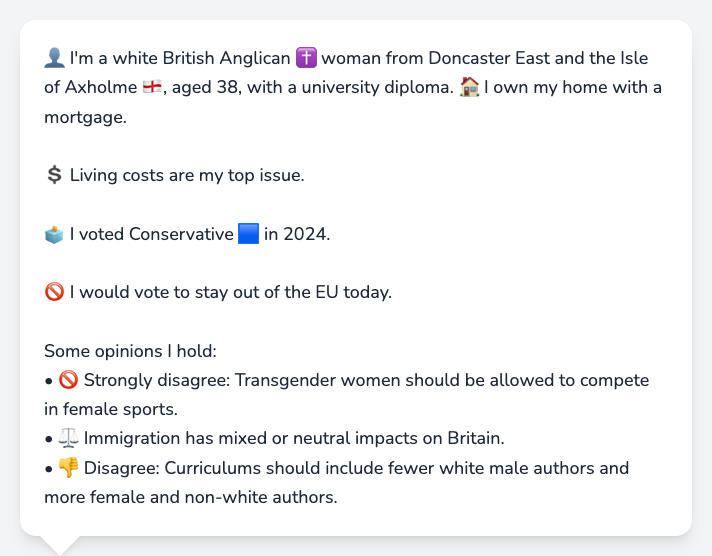 👤 I'm a white British Anglican ✝️ woman from Doncaster East and the Isle
of Axholme 🏴󠁧󠁢󠁥󠁮󠁧󠁿, aged 38, with a university diploma. 🏠 I own my home with a
mortgage.
💲 Living costs are my top issue.
🗳️ I voted Conservative 🟦 in 2024.
🚫 I would vote to stay out of the EU today.
Some opinions I hold:
• 🚫 Strongly disagree: Transgender women should be allowed to compete
in female sports.
• ⚖️ Immigration has mixed or neutral impacts on Britain.
• 👎 Disagree: Curriculums should include fewer white male authors and
more female and non-white authors.